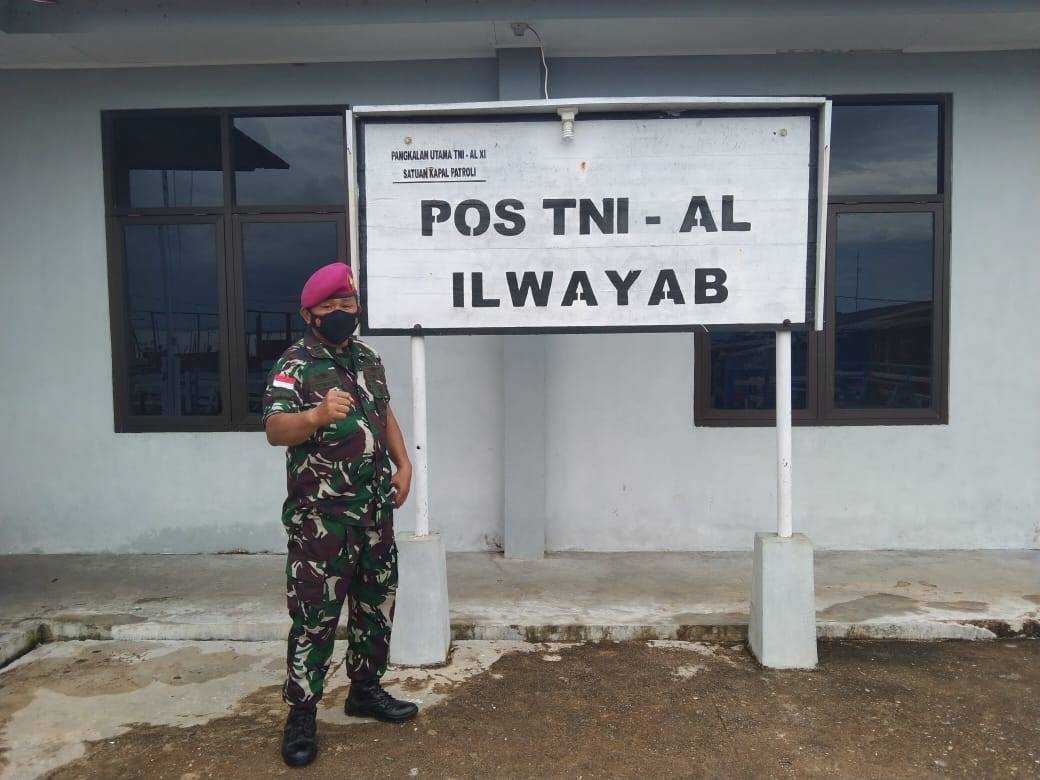 PANGKALAN UTAMA TNI - AL XI
SATUAN KAPAL PATROLI
POS TNI - AL
ILWAYAB